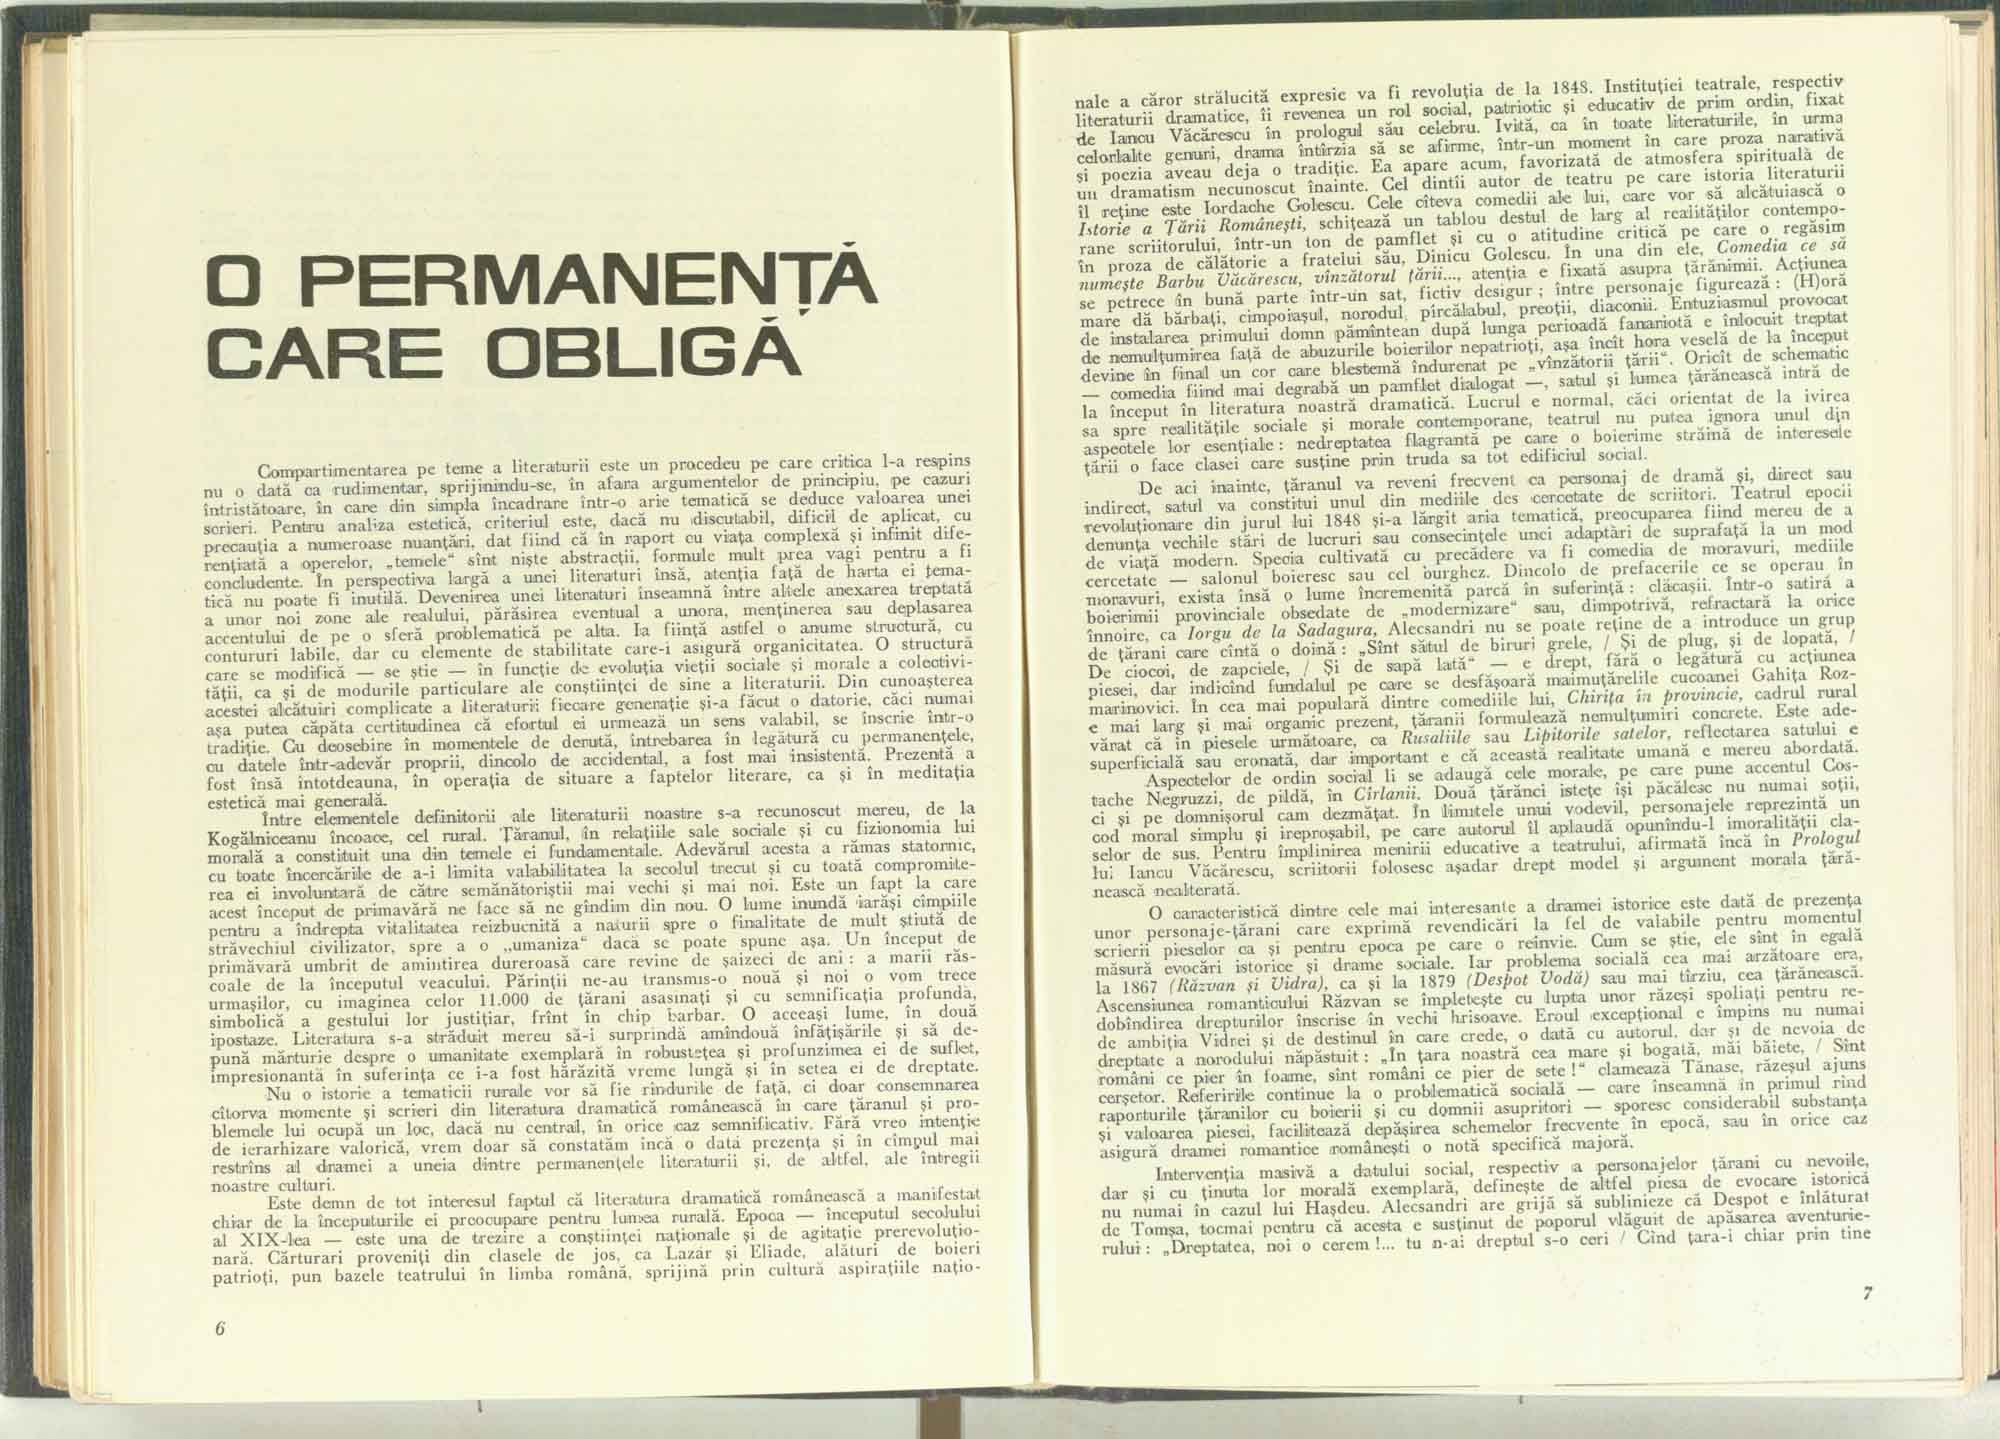 O PERMANENȚĂ
CARE OBLIGĂ
Compartimentarea pe teme a literaturii este un procedeu pe care critica l-a respins
nu o dată ca rudimentar, sprijinindu-se, în afara argumentelor de principiu, pe cazuri
întristătoare, în care din simpla încadrare într-o arie tematică se deduce valoarea unei
scrieri. Pentru analiza estetică, criteriul este, dacă nu discutabil, dificil de aplicat, cu
precauția a numeroase nuanțări, dat fiind că în raport cu viața complexă și infinit dife-
rențiată a operelor, „temele“ sînt niște abstracții, formule mult prea vagi pentru a fi
concludente. În perspectiva largă a unei literaturi însă, atenția față de harta ei tema-
tică nu poate fi inutilă. Devenirea unei literaturi înseamnă între altele anexarea treptată
a unor noi zone ale realului, părăsirea eventual a unora, menținerea sau deplasarea
accentului de pe o sferă problematică pe alta. Ia ființă astfel o anume structură, cu
contururi labile, dar cu elemente de stabilitate care-i asigură organicitatea. O structură
care se modifică — se știe — în funcție de evoluția vieții sociale și morale a colectivi-
tății, ca și de modurile particulare ale conștiinței de sine a literaturii. Din cunoașterea
acestei alcătuiri complicate a literaturii fiecare generație și-a făcut o datorie, căci numai
așa putea căpăta certitudinea că efortul ei urmează un sens valabil, se înscrie într-o
tradiție. Cu deosebire în momentele de derută, întrebarea în legătură cu permanențele,
cu datele într-adevăr proprii, dincolo de accidental, a fost mai insistentă. Prezentă a
fost însă întotdeauna, în operația de situare a faptelor literare, ca și în meditația
estetică mai generală.
Între elementele definitorii ale literaturii noastre s-a recunoscut mereu, de la
Kogălniceanu încoace, cel rural. Țăranul, în relațiile sale sociale și cu fizionomia lui
morală a constituit una din temele ei fundamentale. Adevărul acesta a rămas statornic,
cu toate încercările de a-i limita valabilitatea la secolul trecut și cu toată compromite-
rea ei involuntară de către semănătoriștii mai vechi și mai noi. Este un fapt la care
acest început de primăvară ne face să ne gîndim din nou. O lume inundă iarăși cîmpiile
pentru a îndrepta vitalitatea reizbucnită a naturii spre o finalitate de mult știută de
străvechiul civilizator, spre a o „umaniza“ dacă se poate spune așa. Un început de
primăvară umbrit de amintirea dureroasă care revine de șaizeci de ani : a marii răs-
coale de la începutul veacului. Părinții ne-au transmis-o nouă și noi o vom trece
urmașilor, cu imaginea celor 11.000 de țărani asasinați și cu semnificația profundă,
simbolică a gestului lor justițiar, frînt în chip barbar. O aceeași lume, în două
ipostaze. Literatura s-a străduit mereu să-i surprindă amîndouă înfățișările și să de-
pună mărturie despre o umanitate exemplară în robustețea și profunzimea ei de suflet,
impresionantă în suferința ce i-a fost hărăzită vreme lungă și în setea ei de dreptate.
Nu o istorie a tematicii rurale vor să fie rîndurile de față, ci doar consemnarea
cîtorva momente și scrieri din literatura dramatică românească în care țăranul și pro-
blemele lui ocupă un loc, dacă nu central, în orice caz semnificativ. Fără vreo intenție
de ierarhizare valorică, vrem doar să constatăm încă o dată prezența și în cîmpul mai
restrîns al dramei a uneia dintre permanențele literaturii și, de altfel, ale întregii
noastre culturi.
Este demn de tot interesul faptul că literatura dramatică românească a manifestat
chiar de la începuturile ei preocupare pentru lumea rurală. Epoca — începutul secolului
al XIX-lea — este una de trezire a conștiinței naționale și de agitație prerevoluțio-
nară. Cărturari proveniți din clasele de jos, ca Lazăr și Eliade, alături de boieri
patrioți, pun bazele teatrului în limba română, sprijină prin cultură aspirațiile națio-
6
nale a căror strălucită expresie va fi revoluția de la 1848. Instituției teatrale, respectiv
literaturii dramatice, îi revenea un rol social, patriotic și educativ de prim ordin, fixat
de Iancu Văcărescu în prologul său celebru. Ivită, ca în toate literaturile, în urma
celorlalte genuri, drama întîrzia să se afirme, într-un moment în care proza narativă
și poezia aveau deja o tradiție. Ea apare acum, favorizată de atmosfera spirituală de
un dramatism necunoscut înainte. Cel dintîi autor de teatru pe care istoria literaturii
îl reține este Iordache Golescu. Cele cîteva comedii ale lui, care vor să alcătuiască o
Istorie a Țării Românești, schițează un tablou destul de larg al realităților contempo-
rane scriitorului, într-un ton de pamflet și cu o atitudine critică pe care o regăsim
în proza de călătorie a fratelui său, Dinicu Golescu. În una din ele, Comedia ce să
numește Barbu Văcărescu, vînzătorul țării..., atenția e fixată asupra țărănimii. Acțiunea
se petrece în bună parte într-un sat, fictiv desigur ; între personaje figurează : (H)oră
mare dă bărbați, cimpoiașul, norodul, pîrcălabul, preoții, diaconii. Entuziasmul provocat
de instalarea primului domn pămîntean după lunga perioadă fanariotă e înlocuit treptat
de nemulțumirea față de abuzurile boierilor nepatrioți, așa încît hora veselă de la început
devine în final un cor care blestemă îndurerat pe „vînzătorii țării“. Oricît de schematic
— comedia fiind mai degrabă un pamflet dialogat —, satul și lumea țărănească intră de
la început în literatura noastră dramatică. Lucrul e normal, căci orientat de la ivirea
sa spre realitățile sociale și morale contemporane, teatrul nu putea ignora unul din
aspectele lor esențiale : nedreptatea flagrantă pe care o boierime străină de interesele
țării o face clasei care susține prin truda sa tot edificiul social.
De aci înainte, țăranul va reveni frecvent ca personaj de dramă și, direct sau
indirect, satul va constitui unul din mediile des cercetate de scriitori. Teatrul epocii
revoluționare din jurul lui 1848 și-a lărgit aria tematică, preocuparea fiind mereu de a
denunța vechile stări de lucruri sau consecințele unei adaptări de suprafață la un mod
de viață modern. Specia cultivată cu precădere va fi comedia de moravuri, mediile
cercetate — salonul boieresc sau cel burghez. Dincolo de prefacerile ce se operau în
moravuri, exista însă o lume încremenită parcă în suferință : clăcașii. Într-o satiră a
boierimii provinciale obsedate de „modernizare“ sau, dimpotrivă, refractară la orice
înnoire, ca Iorgu de la Sadagura, Alecsandri nu se poate reține de a introduce un grup
de țărani care cîntă o doină : „Sînt sătul de biruri grele, / Și de plug, și de lopată, /
De ciocoi, de zapciele, / Și de sapă lată“ — e drept, fără o legătură cu acțiunea
piesei, dar indicînd fundalul pe care se desfășoară maimuțărelile cucoanei Gahița Roz-
marinovici. În cea mai populară dintre comediile lui, Chirița în provincie, cadrul rural
e mai larg și mai organic prezent, țăranii formulează nemulțumiri concrete. Este ade-
vărat că în piesele următoare, ca Rusaliile sau Lipitorile satelor, reflectarea satului e
superficială sau eronată, dar important e că această realitate umană e mereu abordată.
Aspectelor de ordin social li se adaugă cele morale, pe care pune accentul Cos-
tache Negruzzi, de pildă, în Cîrlanii. Două țărănci istețe își păcălesc nu numai soții,
ci și pe domnișorul cam dezmățat. În limitele unui vodevil, personajele reprezintă un
cod moral simplu și ireproșabil, pe care autorul îl aplaudă opunîndu-l imoralității cla-
selor de sus. Pentru împlinirea menirii educative a teatrului, afirmată încă în Prologul
lui Iancu Văcărescu, scriitorii folosesc așadar drept model și argument morala țără-
nească nealterată.
O caracteristică dintre cele mai interesante a dramei istorice este dată de prezența
unor personaje-țărani care exprimă revendicări la fel de valabile pentru momentul
scrierii pieselor ca și pentru epoca pe care o reînvie. Cum se știe, ele sînt în egală
măsură evocări istorice și drame sociale. Iar problema socială cea mai arzătoare era,
la 1867 (Răzvan și Vidra), ca și la 1879 (Despot Vodă) sau mai tîrziu, cea țărănească.
Ascensiunea romanticului Răzvan se împletește cu lupta unor răzeși spoliați pentru re-
dobîndirea drepturilor înscrise în vechi hrisoave. Eroul excepțional e împins nu numai
de ambiția Vidrei și de destinul în care crede, o dată cu autorul, dar și de nevoia de
dreptate a norodului năpăstuit : „În țara noastră cea mare și bogată, măi băiete, / Sînt
români ce pier în foame, sînt români ce pier de sete !“ clamează Tănase, răzeșul ajuns
cerșetor. Referirile continue la o problematică socială — care înseamnă în primul rînd
raporturile țăranilor cu boierii și cu domnii asupritori — sporesc considerabil substanța
și valoarea piesei, facilitează depășirea schemelor frecvente în epocă, sau în orice caz
asigură dramei romantice românești o notă specifică majoră.
Intervenția masivă a datului social, respectiv a personajelor țărani cu nevoile,
dar și cu ținuta lor morală exemplară, definește de altfel piesa de evocare istorică
nu numai în cazul lui Hașdeu. Alecsandri are grijă să sublinieze că Despot e înlăturat
de Tomșa, tocmai pentru că acesta e susținut de poporul vlăguit de apăsarea aventurie-
rului : „Dreptatea, noi o cerem !... tu n-ai dreptul s-o ceri / Cînd țara-i chiar prin tine
7